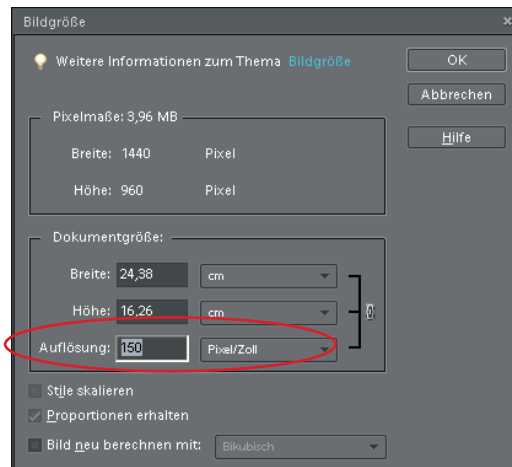 Bildgröße
Weitere Informationen zum Thema Bildgröße
OK
Abbrechen
Hilfe
Pixelmaße: 3,96 MB
Breite: 1440 Pixel
Höhe: 960 Pixel
Dokumentgröße:
Breite: 24,38 cm
Höhe: 16,26 cm
Auflösung: 150 Pixel/Zoll
Stile skalieren
Proportionen erhalten
Bild neu berechnen mit: Bikubisch